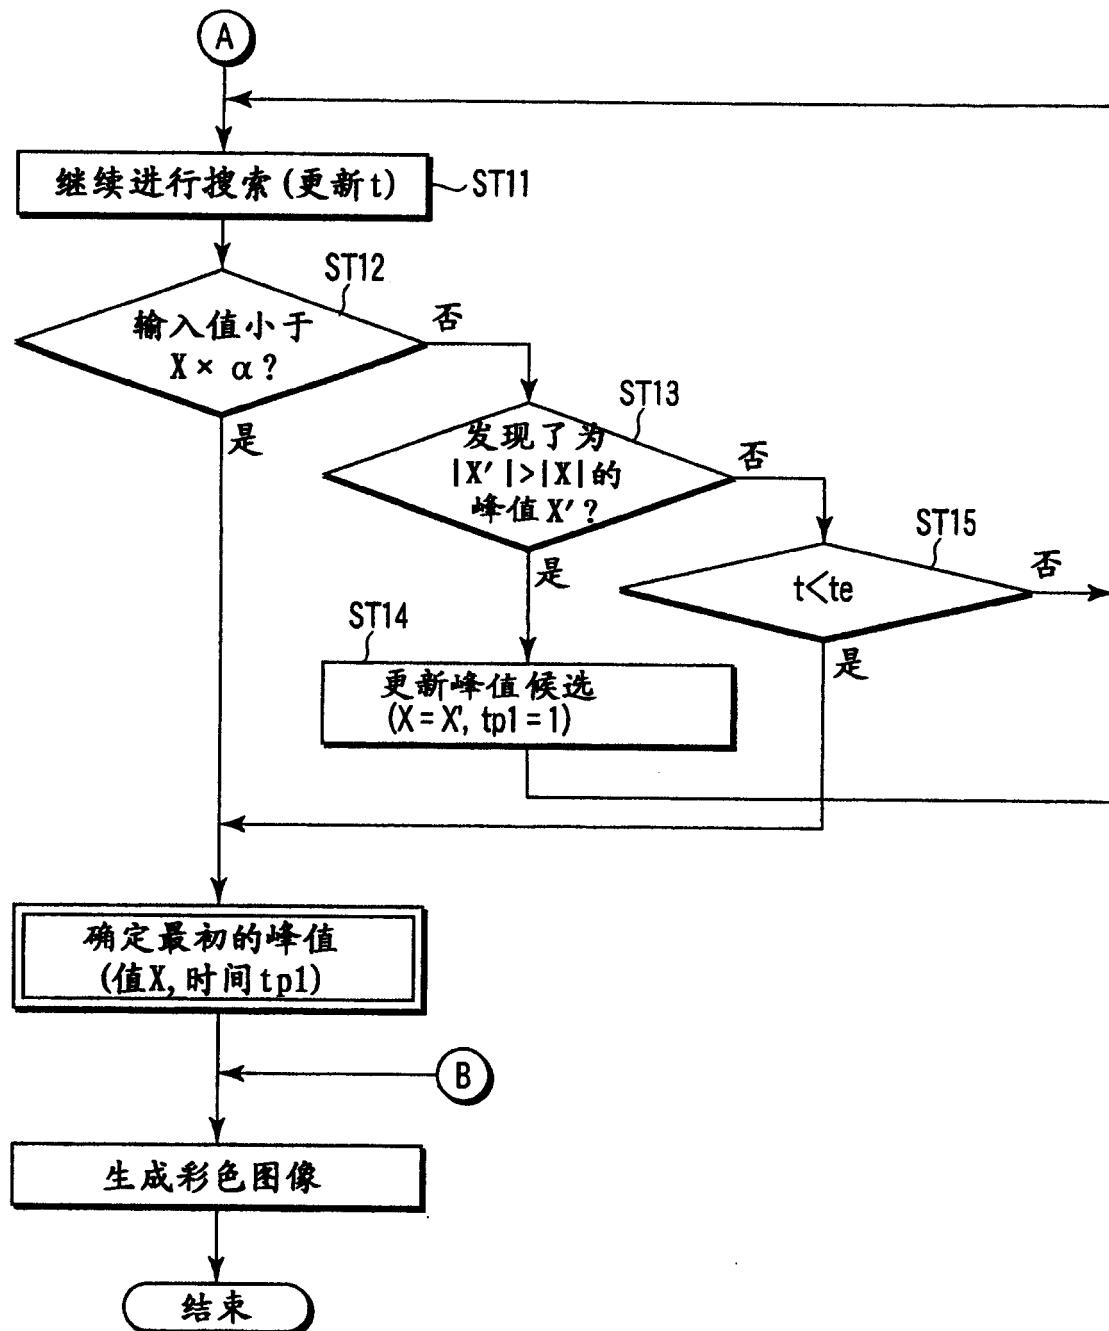 A
继续进行搜索(更新t)
ST11
ST12
输入值小于
X× α?
否
是
ST13
发现了为
|X′|>|X|的
峰值X′?
否
是
ST15
t<te
否
是
ST14
更新峰值候选
(X=X', tp1=1)
确定最初的峰值
(值X,时间tp1)
B
生成彩色图像
结束